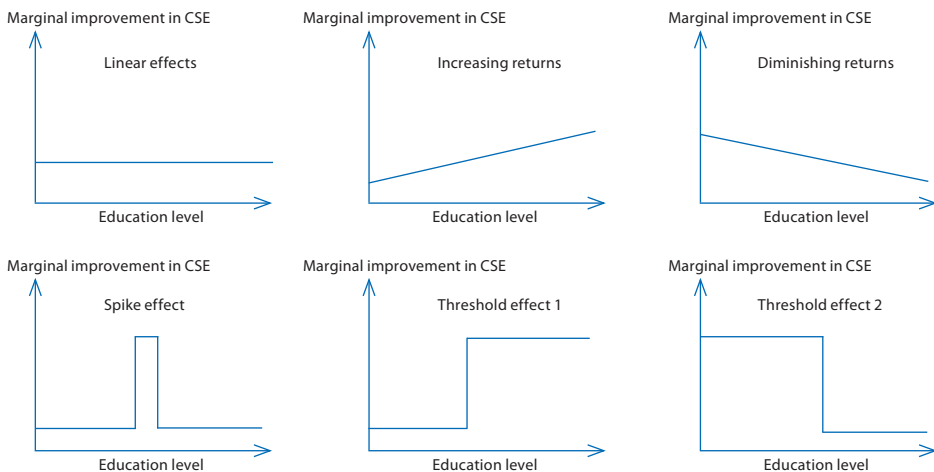 Marginal improvement in CSE
Linear effects
Education level
Marginal improvement in CSE
Increasing returns
Education level
Marginal improvement in CSE
Diminishing returns
Education level
Marginal improvement in CSE
Spike effect
Education level
Marginal improvement in CSE
Threshold effect 1
Education level
Marginal improvement in CSE
Threshold effect 2
Education level